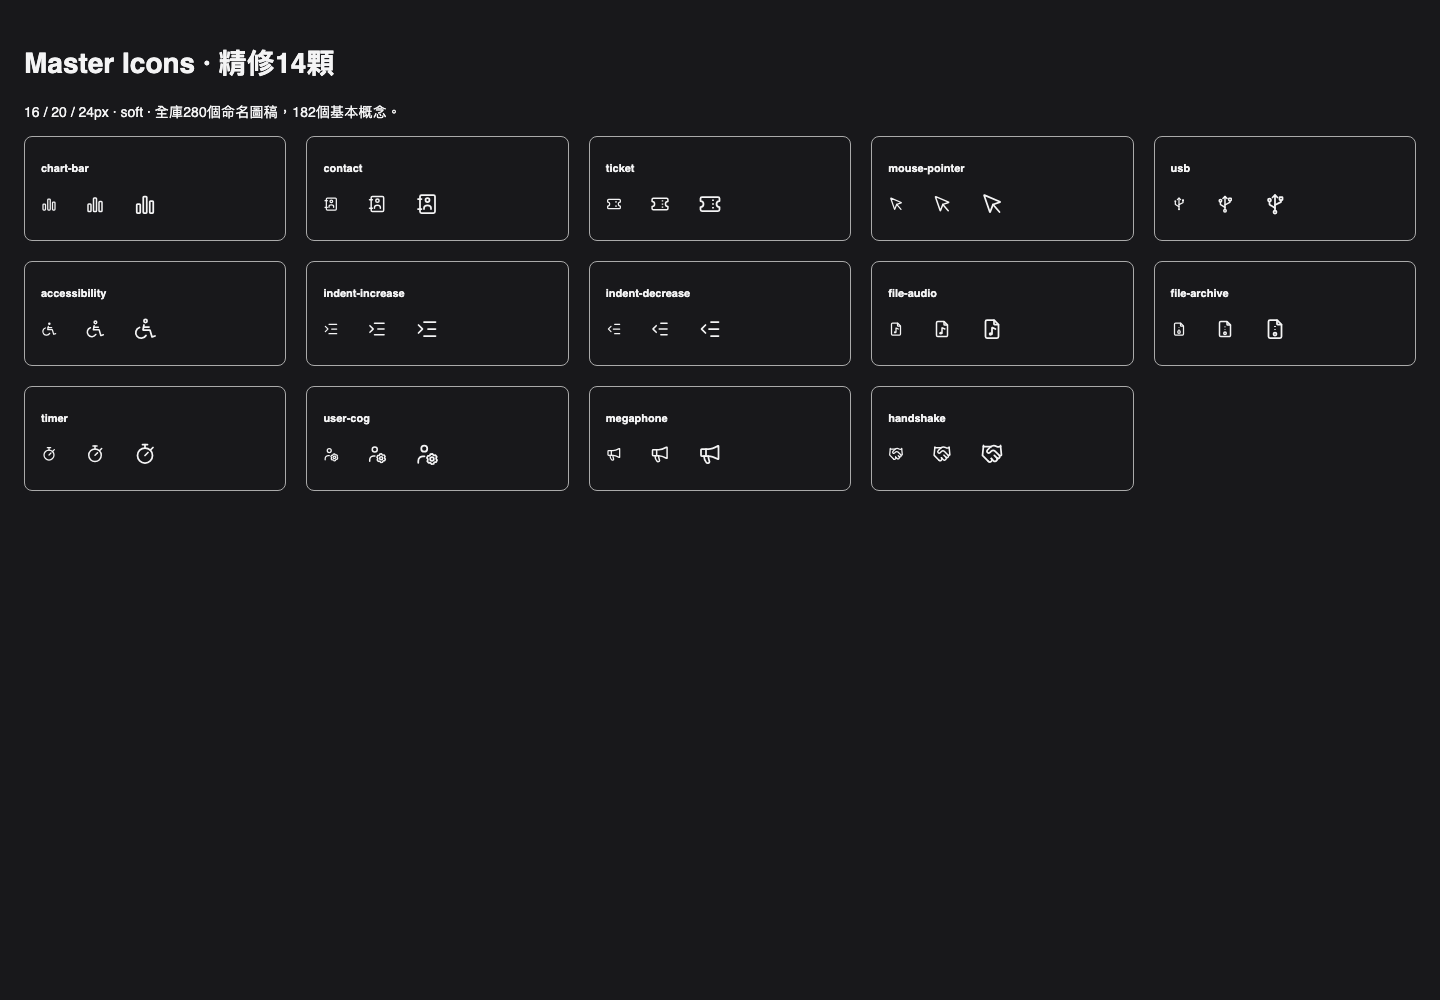 Master Icons · 精修14顆
16 / 20 / 24px · soft · 全庫280個命名圖稿，182個基本概念。
chart-bar
contact
ticket
mouse-pointer
usb
accessibility
indent-increase
indent-decrease
file-audio
file-archive
timer
user-cog
megaphone
handshake